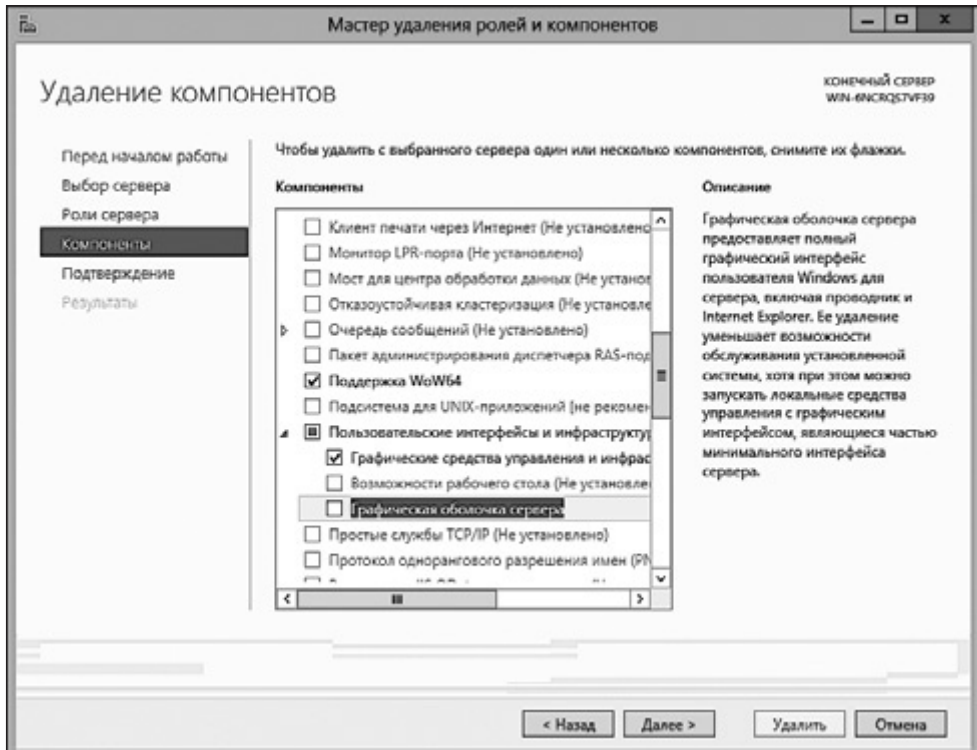 Мастер удаления ролей и компонентов
Удаление компонентов
КОНЕЧНЫЙ СЕРВЕР
WIN-6NCRQS7VF39
Перед началом работы
Выбор сервера
Роли сервера
Компоненты
Подтверждение
Результаты
Чтобы удалить с выбранного сервера один или несколько компонентов, снимите их флажки.
Компоненты
Клиент печати через Интернет (Не установлено
Монитор LPR-порта (Не установлено)
Мост для центра обработки данных (Не установ
Отказоустойчивая кластеризация (Не установле
Очередь сообщений (Не установлено)
Пакет администрирования диспетчера RAS-под
Поддержка WoW64
Подсистема для UNIX-приложений [не рекомен
Пользовательские интерфейсы и инфраструктур
Графические средства управления и инфрас
Возможности рабочего стола (Не установле
Графическая оболочка сервера
Простые службы TCP/IP (Не установлено)
Протокол однорангового разрешения имен (PN
Описание
Графическая оболочка сервера
предоставляет полный
графический интерфейс
пользователя Windows для
сервера, включая проводник и
Internet Explorer. Ее удаление
уменьшает возможности
обслуживания установленной
системы, хотя при этом можно
запускать локальные средства
управления с графическим
интерфейсом, являющиеся частью
минимального интерфейса
сервера.
< Назад
Далее >
Удалить
Отмена